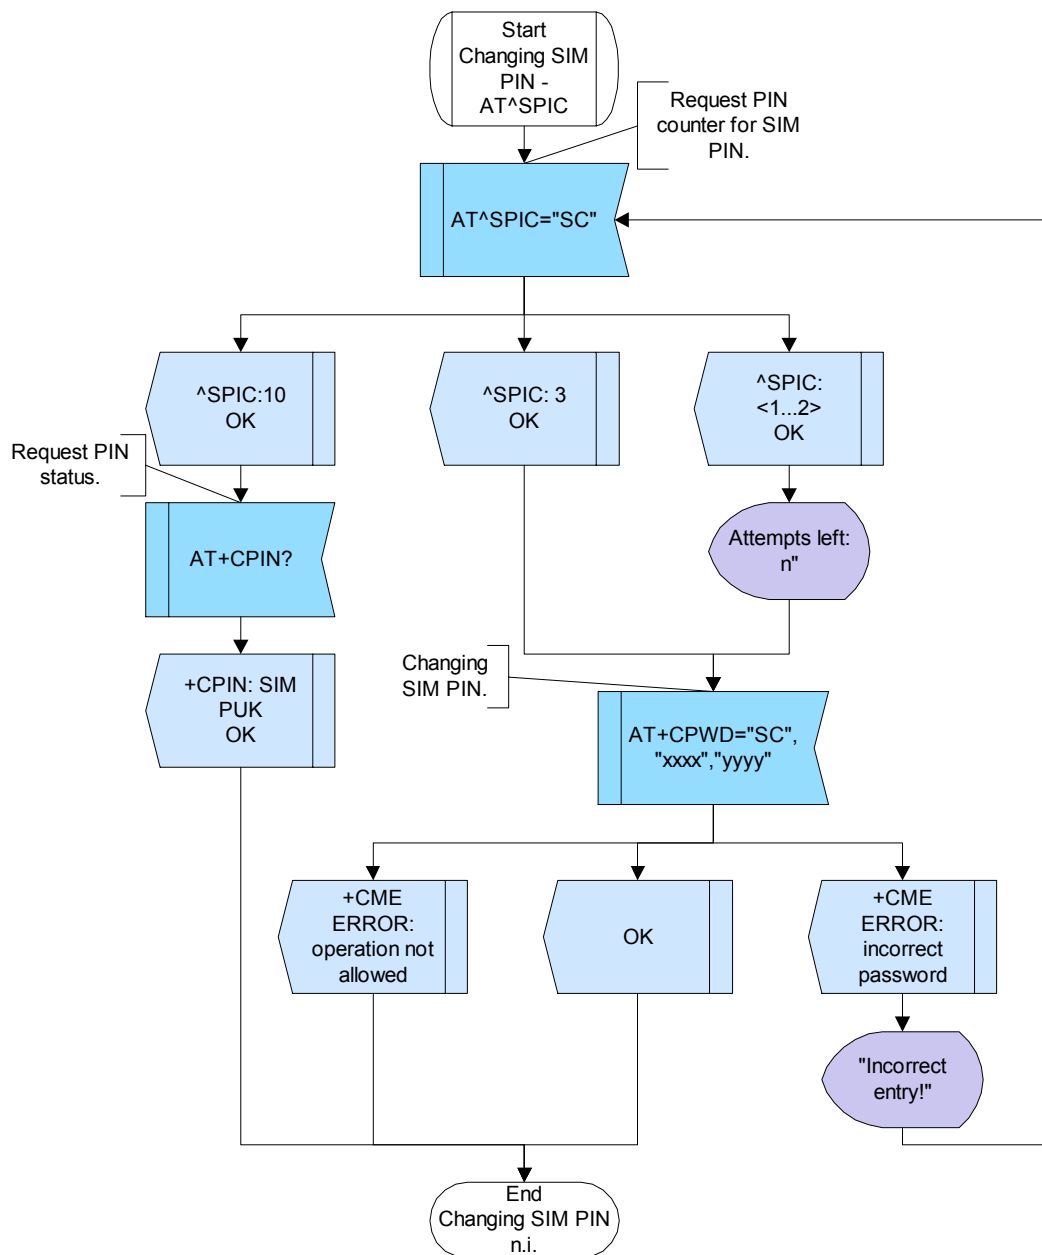 Start
Changing SIM
PIN -
AT^SPIC
Request PIN
counter for SIM
PIN.
AT^SPIC="SC"
^SPIC:10
OK
^SPIC: 3
OK
^SPIC:
<1...2>
OK
Request PIN
status.
AT+CPIN?
Attempts left:
n"
+CPIN: SIM
PUK
OK
Changing
SIM PIN.
AT+CPWD="SC",
"xxxx","yyyy"
+CME
ERROR:
operation not
allowed
OK
+CME
ERROR:
incorrect
password
"Incorrect
entry!"
End
Changing SIM PIN
n.i.